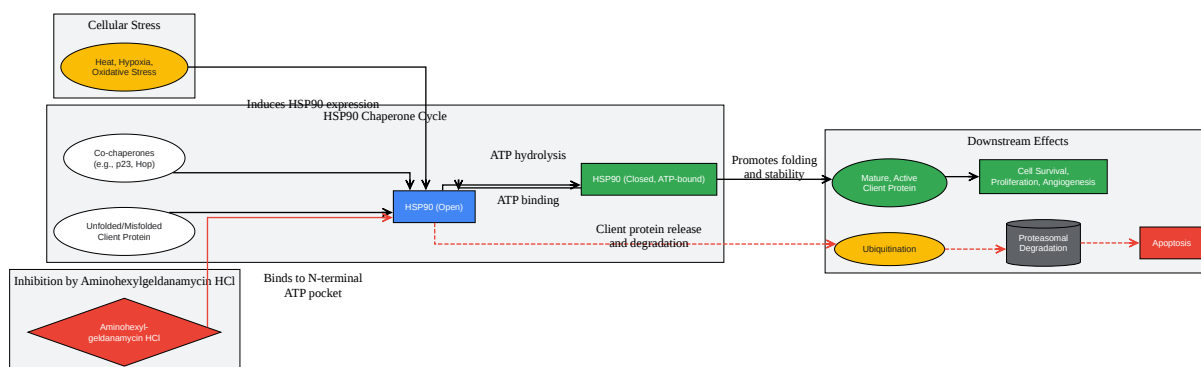 Cellular Stress
Heat, Hypoxia,
Oxidative Stress
Induces HSP90 expression
HSP90 Chaperone Cycle
Co-chaperones
(e.g., p23, Hop)
Unfolded/Misfolded
Client Protein
HSP90 (Open)
ATP hydrolysis
ATP binding
HSP90 (Closed, ATP-bound)
Promotes folding
and stability
Client protein release
and degradation
Downstream Effects
Mature, Active
Client Protein
Cell Survival,
Proliferation, Angiogenesis
Ubiquitination
Proteasomal
Degradation
Apoptosis
Inhibition by Aminohexylgeldanamycin HCl
Aminohexyl-
geldanamycin HCl
Binds to N-terminal
ATP pocket